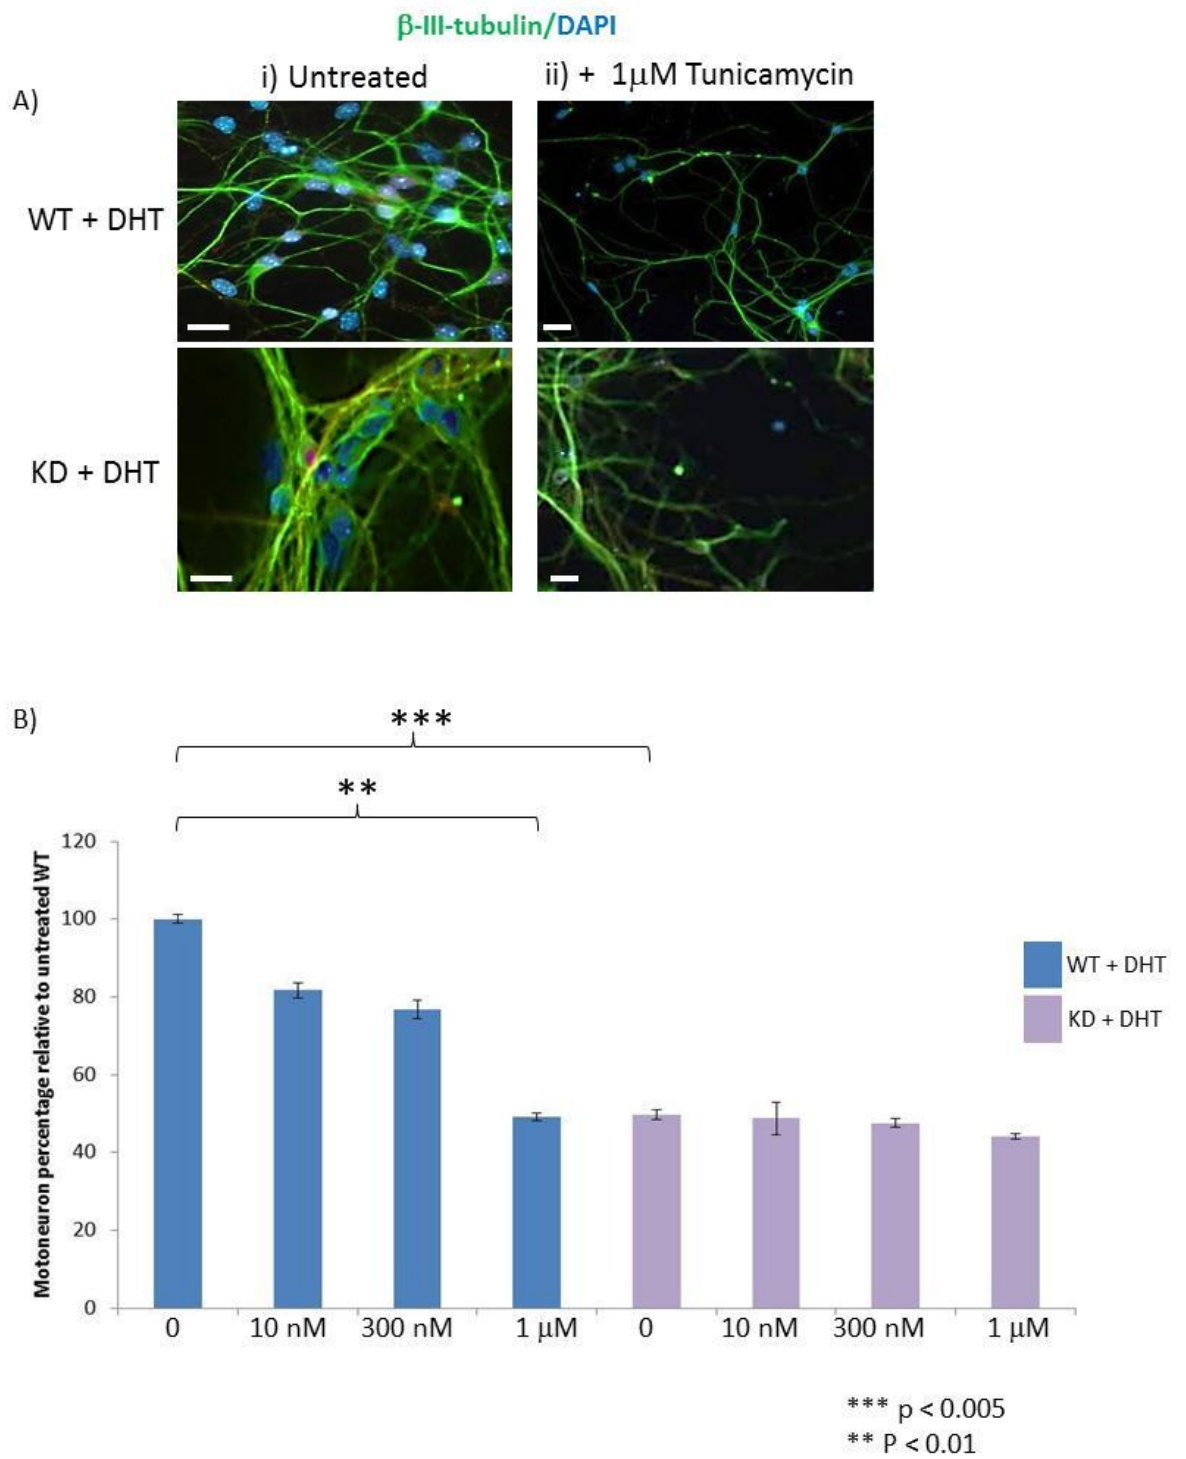 β-III-tubulin/DAPI
i) Untreated
ii) + 1μM Tunicamycin
A)
WT + DHT
KD + DHT
B)
***
**
Motoneuron percentage relative to untreated WT
120
100
80
60
40
20
0
0 10 nM 300 nM 1 μM 0 10 nM 300 nM 1 μM
WT + DHT
KD + DHT
*** p < 0.005
** P < 0.01